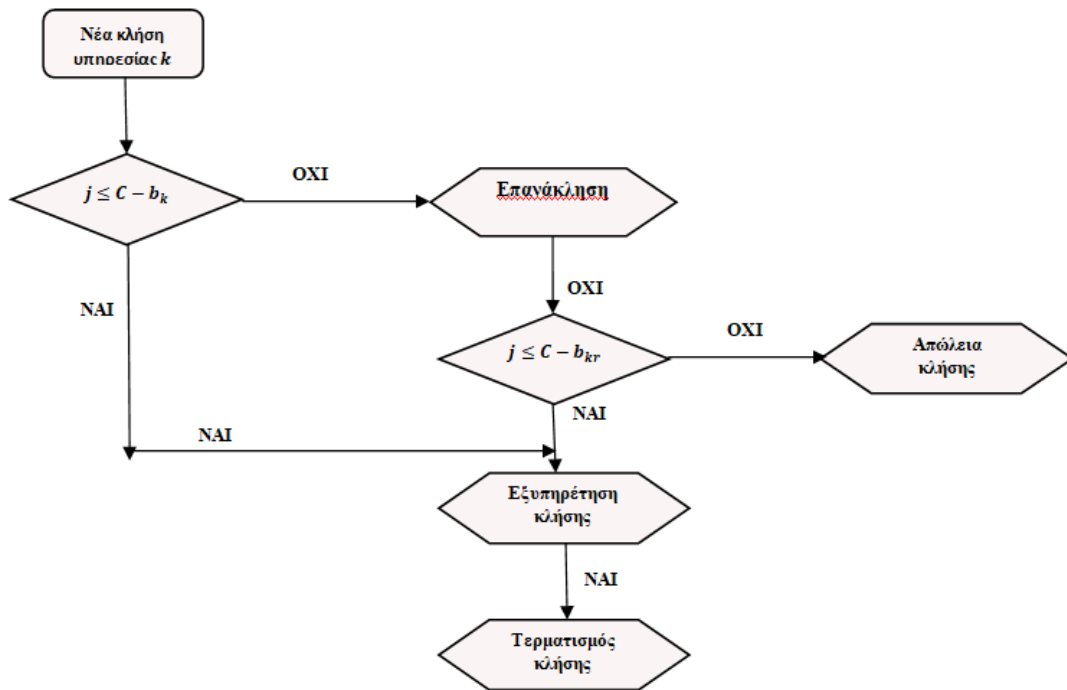 Νέα κλήση
υπηρεσίας k
j ≤ C − b_k
ΟΧΙ
Επανάκληση
ΝΑΙ
ΟΧΙ
j ≤ C − b_kr
ΟΧΙ
Απώλεια
κλήσης
ΝΑΙ
ΝΑΙ
Εξυπηρέτηση
κλήσης
ΝΑΙ
Τερματισμός
κλήσης